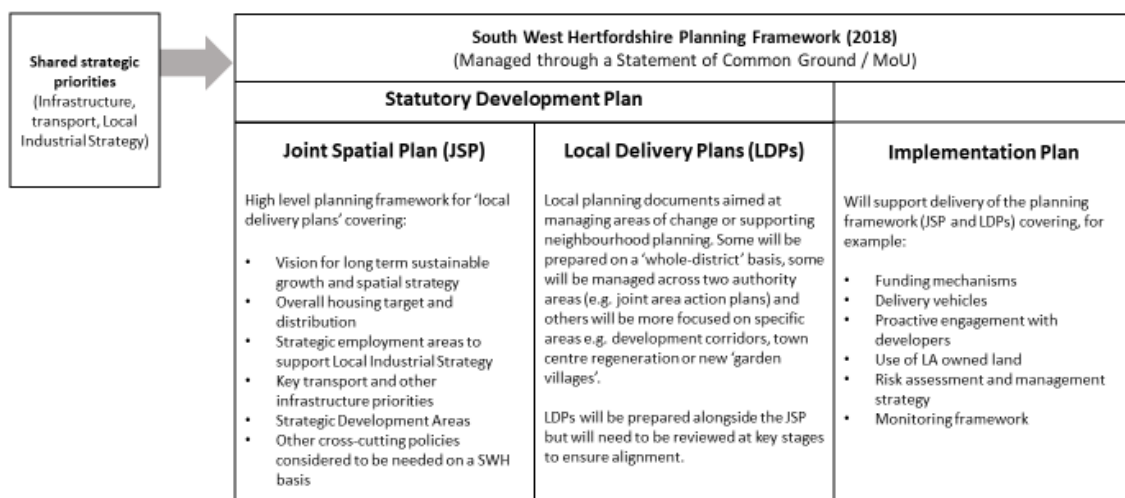 Shared strategic
priorities
(Infrastructure,
transport, Local
Industrial Strategy)
South West Hertfordshire Planning Framework (2018)
(Managed through a Statement of Common Ground / MoU)
Statutory Development Plan
Joint Spatial Plan (JSP)
High level planning framework for ‘local
delivery plans’ covering:
• Vision for long term sustainable
growth and spatial strategy
• Overall housing target and
distribution
• Strategic employment areas to
support Local Industrial Strategy
• Key transport and other
infrastructure priorities
• Strategic Development Areas
• Other cross-cutting policies
considered to be needed on a SWH
basis
Local Delivery Plans (LDPs)
Local planning documents aimed at
managing areas of change or supporting
neighbourhood planning. Some will be
prepared on a ‘whole-district’ basis, some
will be managed across two authority
areas (e.g. joint area action plans) and
others will be more focused on specific
areas e.g. development corridors, town
centre regeneration or new ‘garden
villages’.
LDPs will be prepared alongside the JSP
but will need to be reviewed at key stages
to ensure alignment.
Implementation Plan
Will support delivery of the planning
framework (JSP and LDPs) covering, for
example:
• Funding mechanisms
• Delivery vehicles
• Proactive engagement with
developers
• Use of LA owned land
• Risk assessment and management
strategy
• Monitoring framework